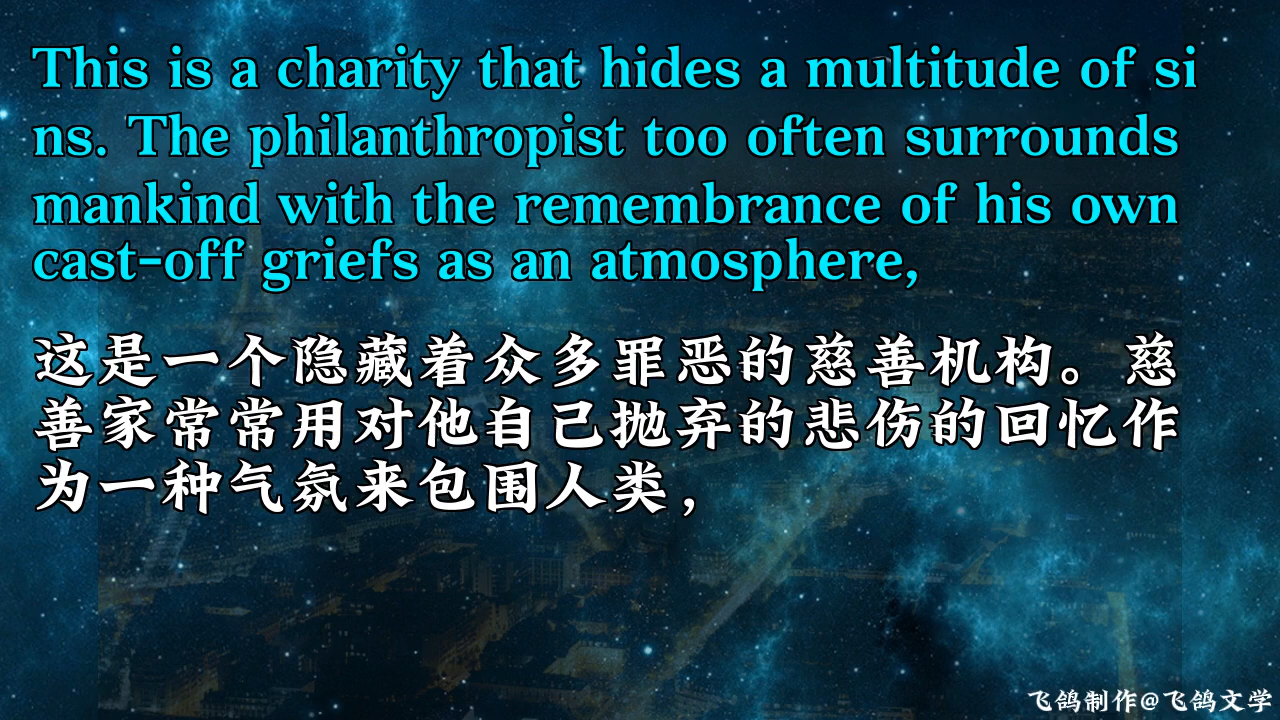 This is a charity that hides a multitude of si
ns. The philanthropist too often surrounds
mankind with the remembrance of his own
cast-off griefs as an atmosphere,
这是一个隐藏着众多罪恶的慈善机构。慈
善家常常用对他自己抛弃的悲伤的回忆作
为一种气氛来包围人类，
飞鸽制作@飞鸽文学